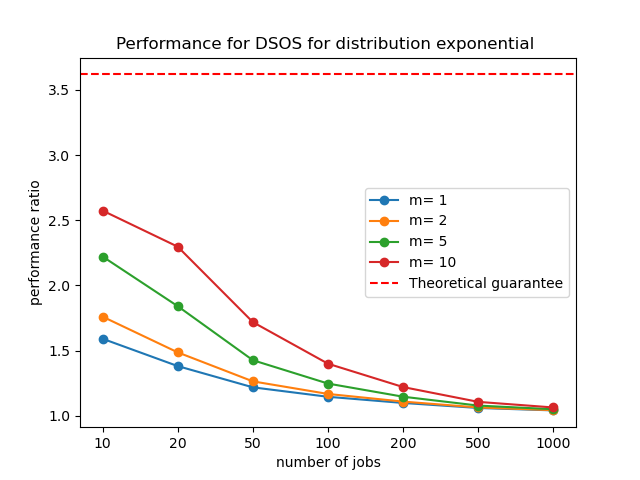 Performance for DSOS for distribution exponential
performance ratio
3.5
3.0
2.5
2.0
1.5
1.0
m= 1
m= 2
m= 5
m= 10
Theoretical guarantee
10 20 50 100 200 500 1000
number of jobs